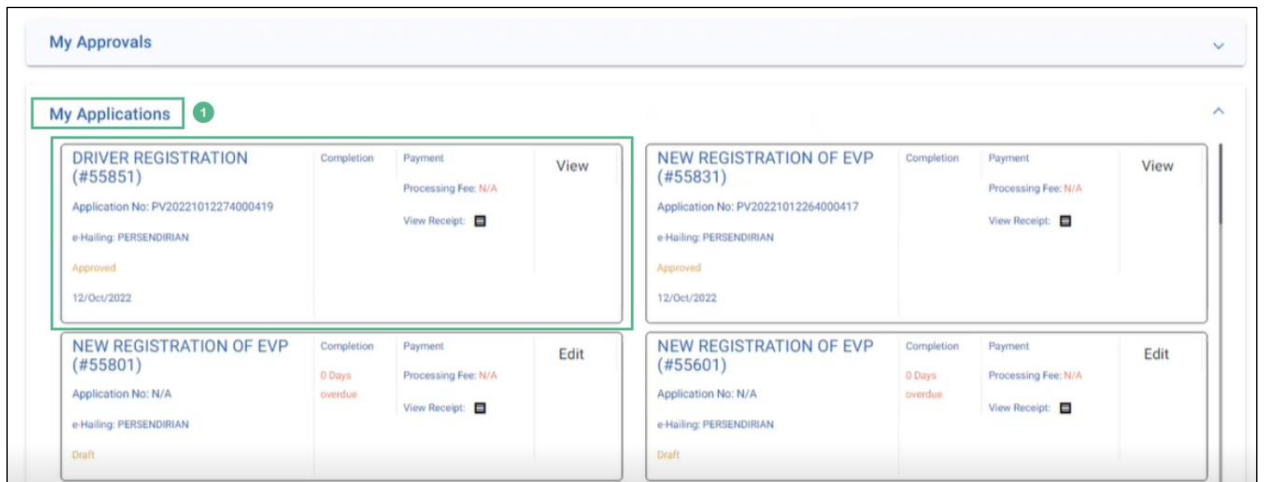 My Approvals
My Applications 1
DRIVER REGISTRATION
(#55851)
Application No: PV20221012274000419
e-Hailing: PERSENDIRIAN
Approved
12/Oct/2022
Completion
Payment
Processing Fee: N/A
View Receipt:
View
NEW REGISTRATION OF EVP
(#55831)
Application No: PV20221012264000417
e-Hailing: PERSENDIRIAN
Approved
12/Oct/2022
Completion
Payment
Processing Fee: N/A
View Receipt:
View
NEW REGISTRATION OF EVP
(#55801)
Application No: N/A
e-Hailing: PERSENDIRIAN
Draft
Completion
0 Days
overdue
Payment
Processing Fee: N/A
View Receipt:
Edit
NEW REGISTRATION OF EVP
(#55601)
Application No: N/A
e-Hailing: PERSENDIRIAN
Draft
Completion
0 Days
overdue
Payment
Processing Fee: N/A
View Receipt:
Edit